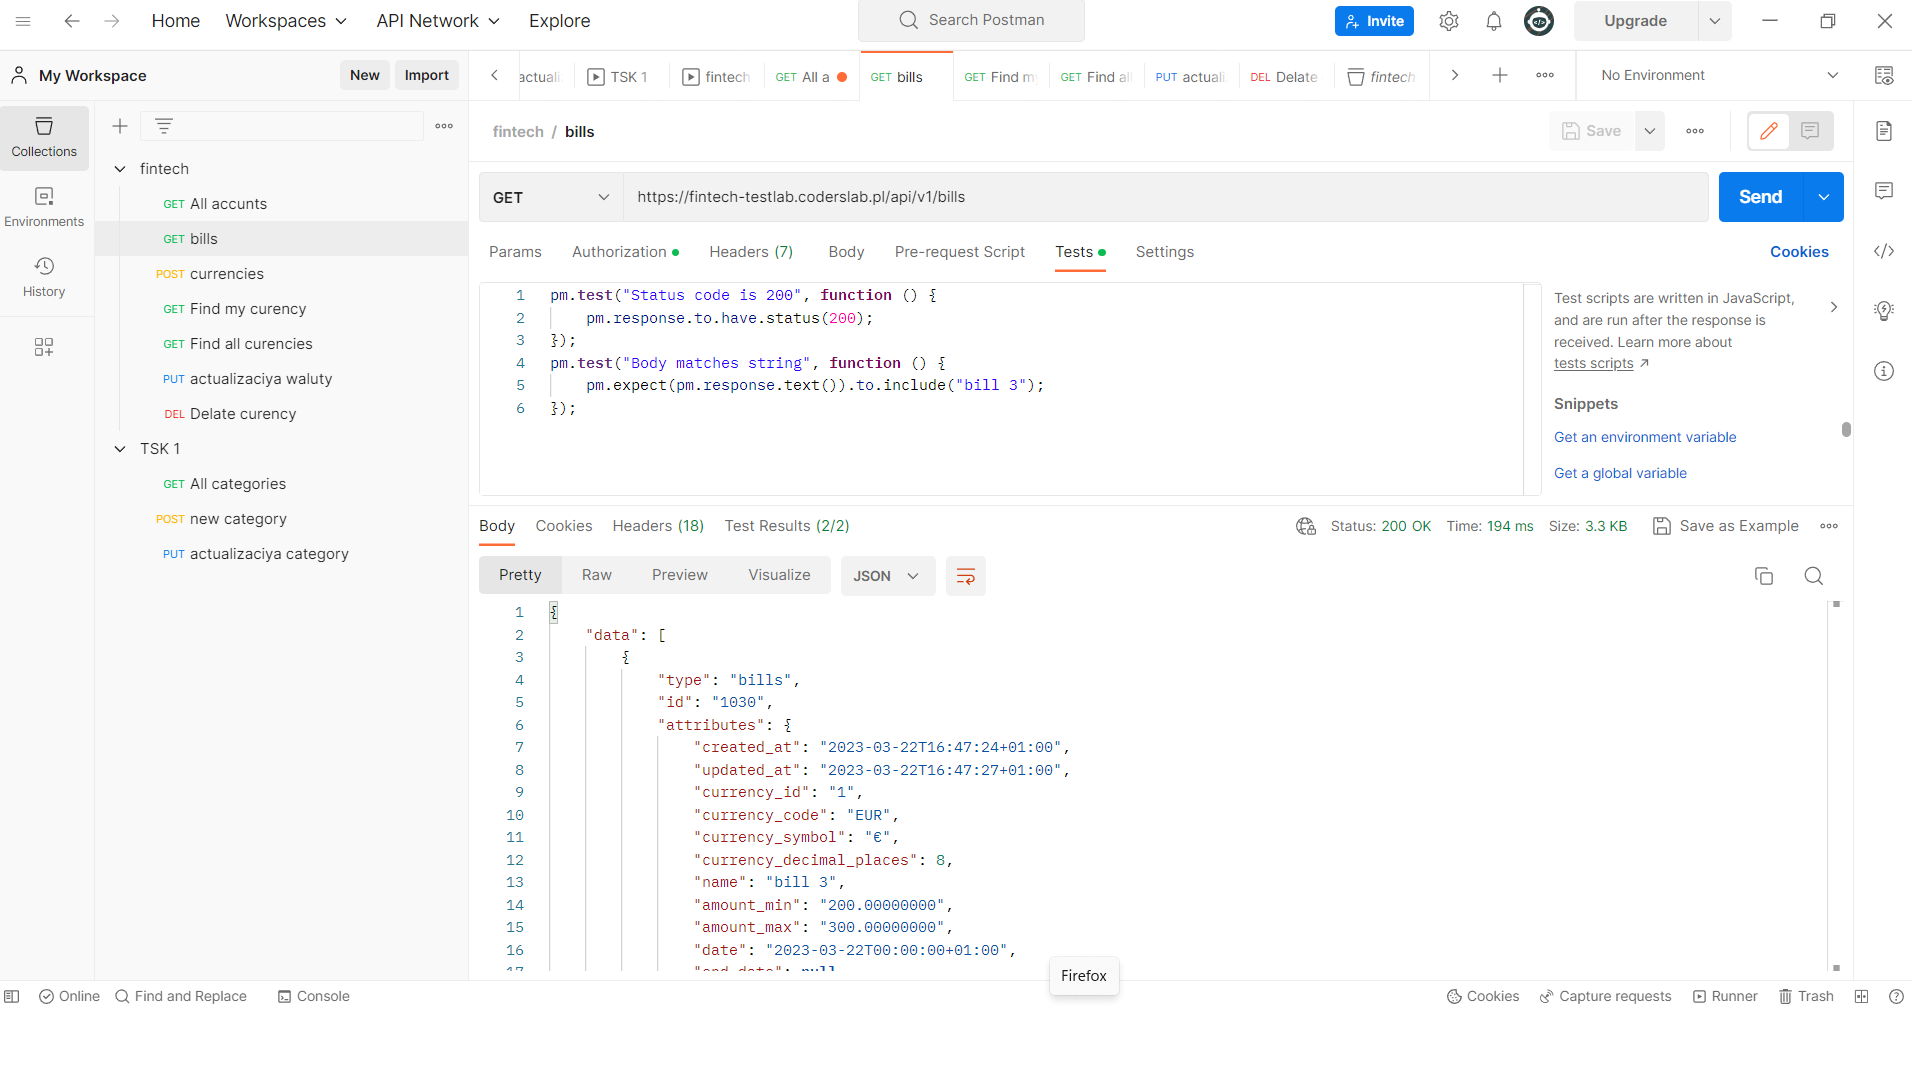 Home Workspaces API Network Explore Search Postman Invite Upgrade
My Workspace New Import
actuali TSK 1 fintech GET All a GET bills GET Find m GET Find al PUT actuali DEL Delate fintech No Environment
Collections
Environments
History
fintech
GET All accunts
GET bills
POST currencies
GET Find my curency
GET Find all curencies
PUT actualizaciya waluty
DEL Delate curency
TSK 1
GET All categories
POST new category
PUT actualizaciya category
fintech / bills Save
GET https://fintech-testlab.coderslab.pl/api/v1/bills Send
Params Authorization Headers (7) Body Pre-request Script Tests Settings Cookies
1 pm.test("Status code is 200", function () {
2 pm.response.to.have.status(200);
3 });
4 pm.test("Body matches string", function () {
5 pm.expect(pm.response.text()).to.include("bill 3");
6 });
Test scripts are written in JavaScript,
and are run after the response is
received. Learn more about
tests scripts ↗
Snippets
Get an environment variable
Get a global variable
Body Cookies Headers (18) Test Results (2/2) Status: 200 OK Time: 194 ms Size: 3.3 KB Save as Example
Pretty Raw Preview Visualize JSON
1 {
2 "data": [
3 {
4 "type": "bills",
5 "id": "1030",
6 "attributes": {
7 "created_at": "2023-03-22T16:47:24+01:00",
8 "updated_at": "2023-03-22T16:47:27+01:00",
9 "currency_id": "1",
10 "currency_code": "EUR",
11 "currency_symbol": "€",
12 "currency_decimal_places": 8,
13 "name": "bill 3",
14 "amount_min": "200.00000000",
15 "amount_max": "300.00000000",
16 "date": "2023-03-22T00:00:00+01:00",
17 "end_date": null
Firefox
Online Find and Replace Console Cookies Capture requests Runner Trash